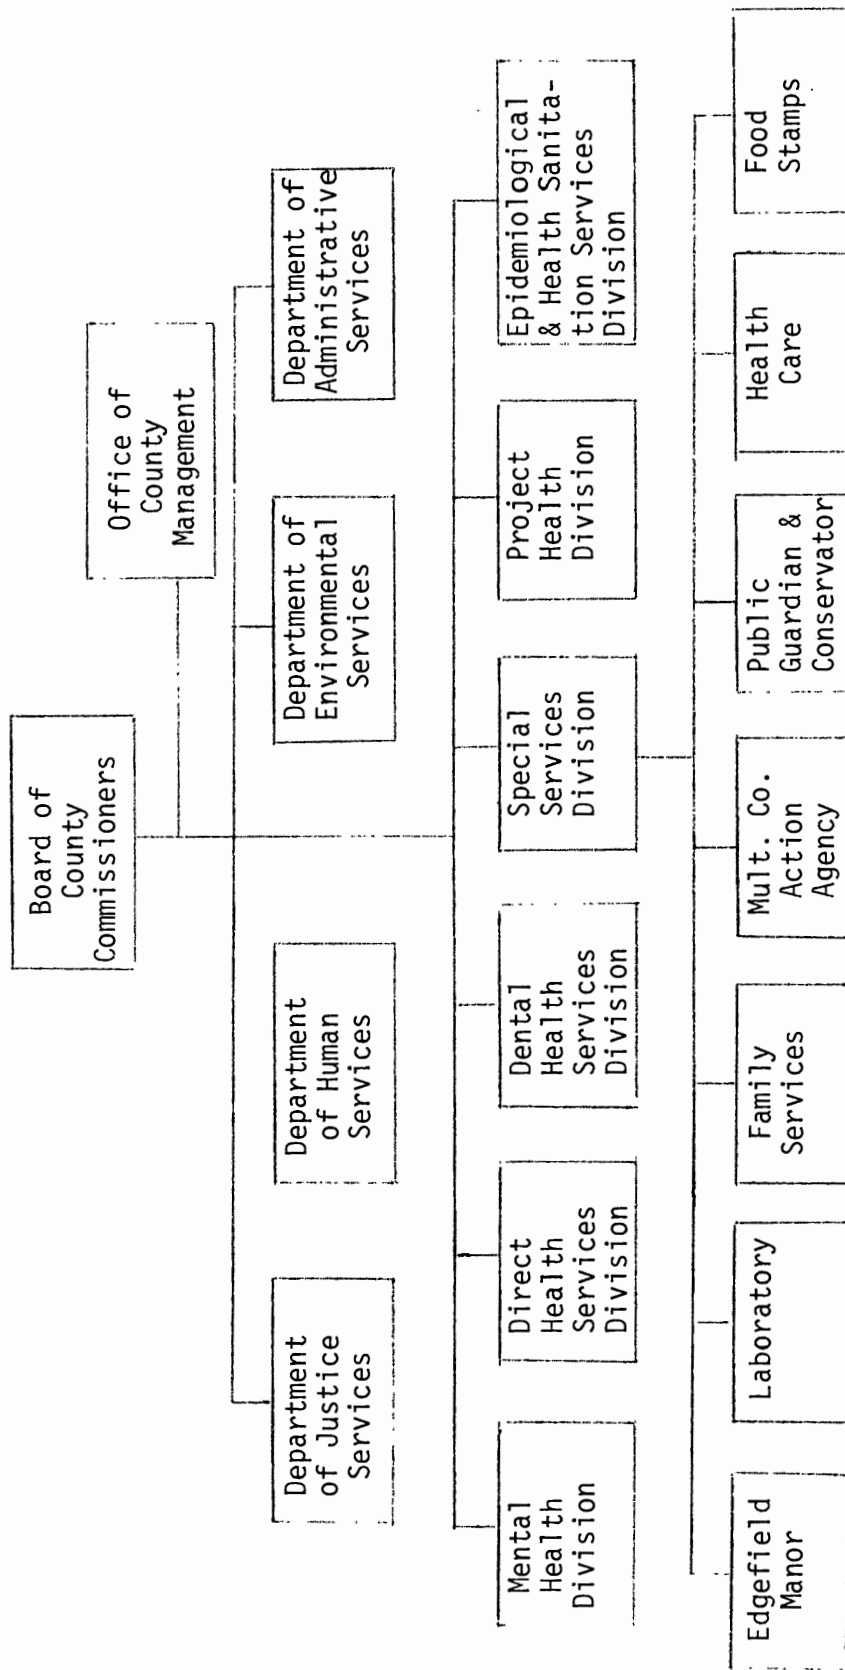 Board of
County
Commissioners
Office of
County
Management
Department
of Justice
Services
Department
of Human
Services
Department of
Environmental
Services
Department of
Administrative
Services
Mental
Health
Division
Direct
Health
Services
Division
Dental
Health
Services
Division
Special
Services
Division
Project
Health
Division
Epidemiological
& Health Sanita-
tion Services
Division
Edgefield
Manor
Laboratory
Family
Services
Mult. Co.
Action
Agency
Public
Guardian &
Conservator
Health
Care
Food
Stamps